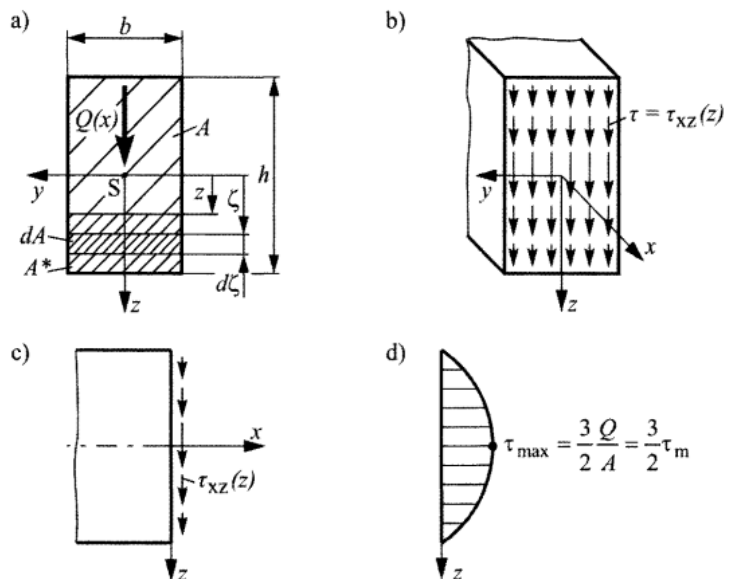 a)
b
Q(x)
A
h
y
S
z
ζ
dA
A*
dζ
z
b)
τ = τxz(z)
y
x
z
c)
x
τxz(z)
z
d)
τmax = 3/2 Q/A = 3/2 τm
z